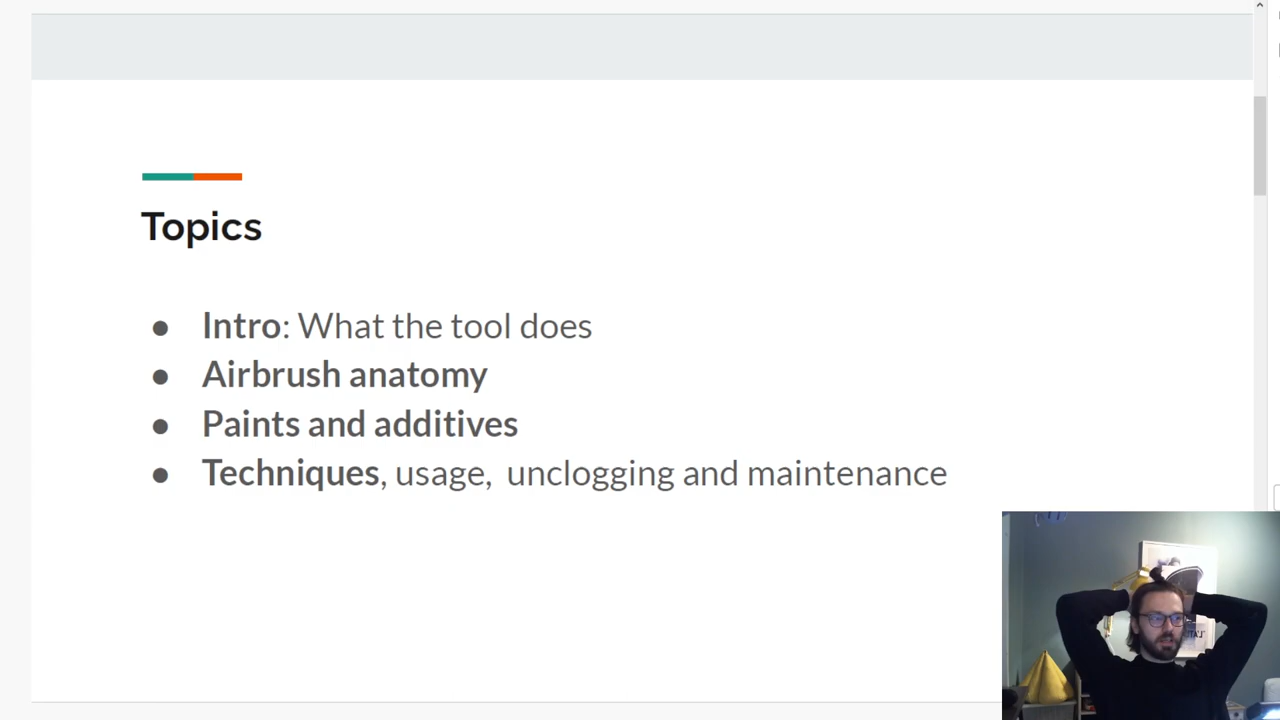 Topics
● Intro: What the tool does
● Airbrush anatomy
● Paints and additives
● Techniques, usage,  unclogging and maintenance